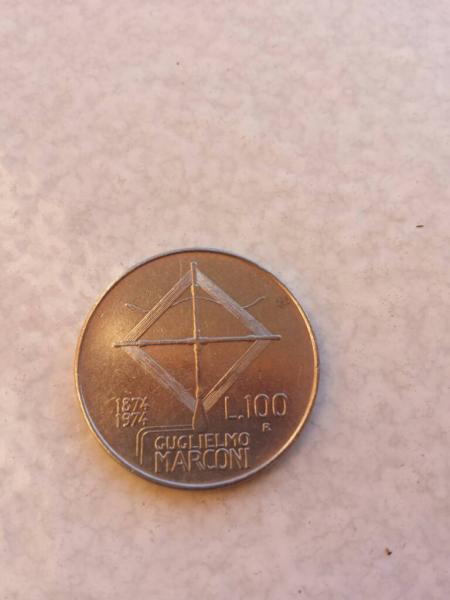 1874
1974
L.100
R
GUGLIELMO
MARCONI